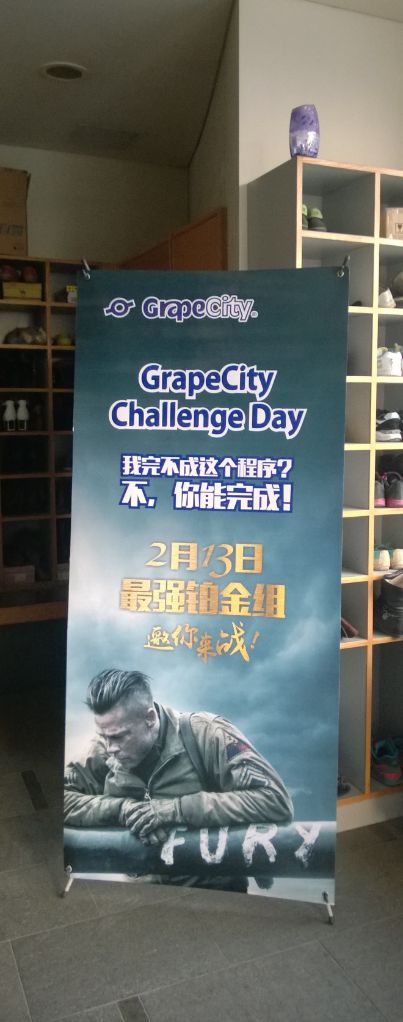 GrapeCity®
GrapeCity
Challenge Day
我完不成这个程序？
不，你能完成！
2月13日
最强铂金组
邀你来战！
FURY